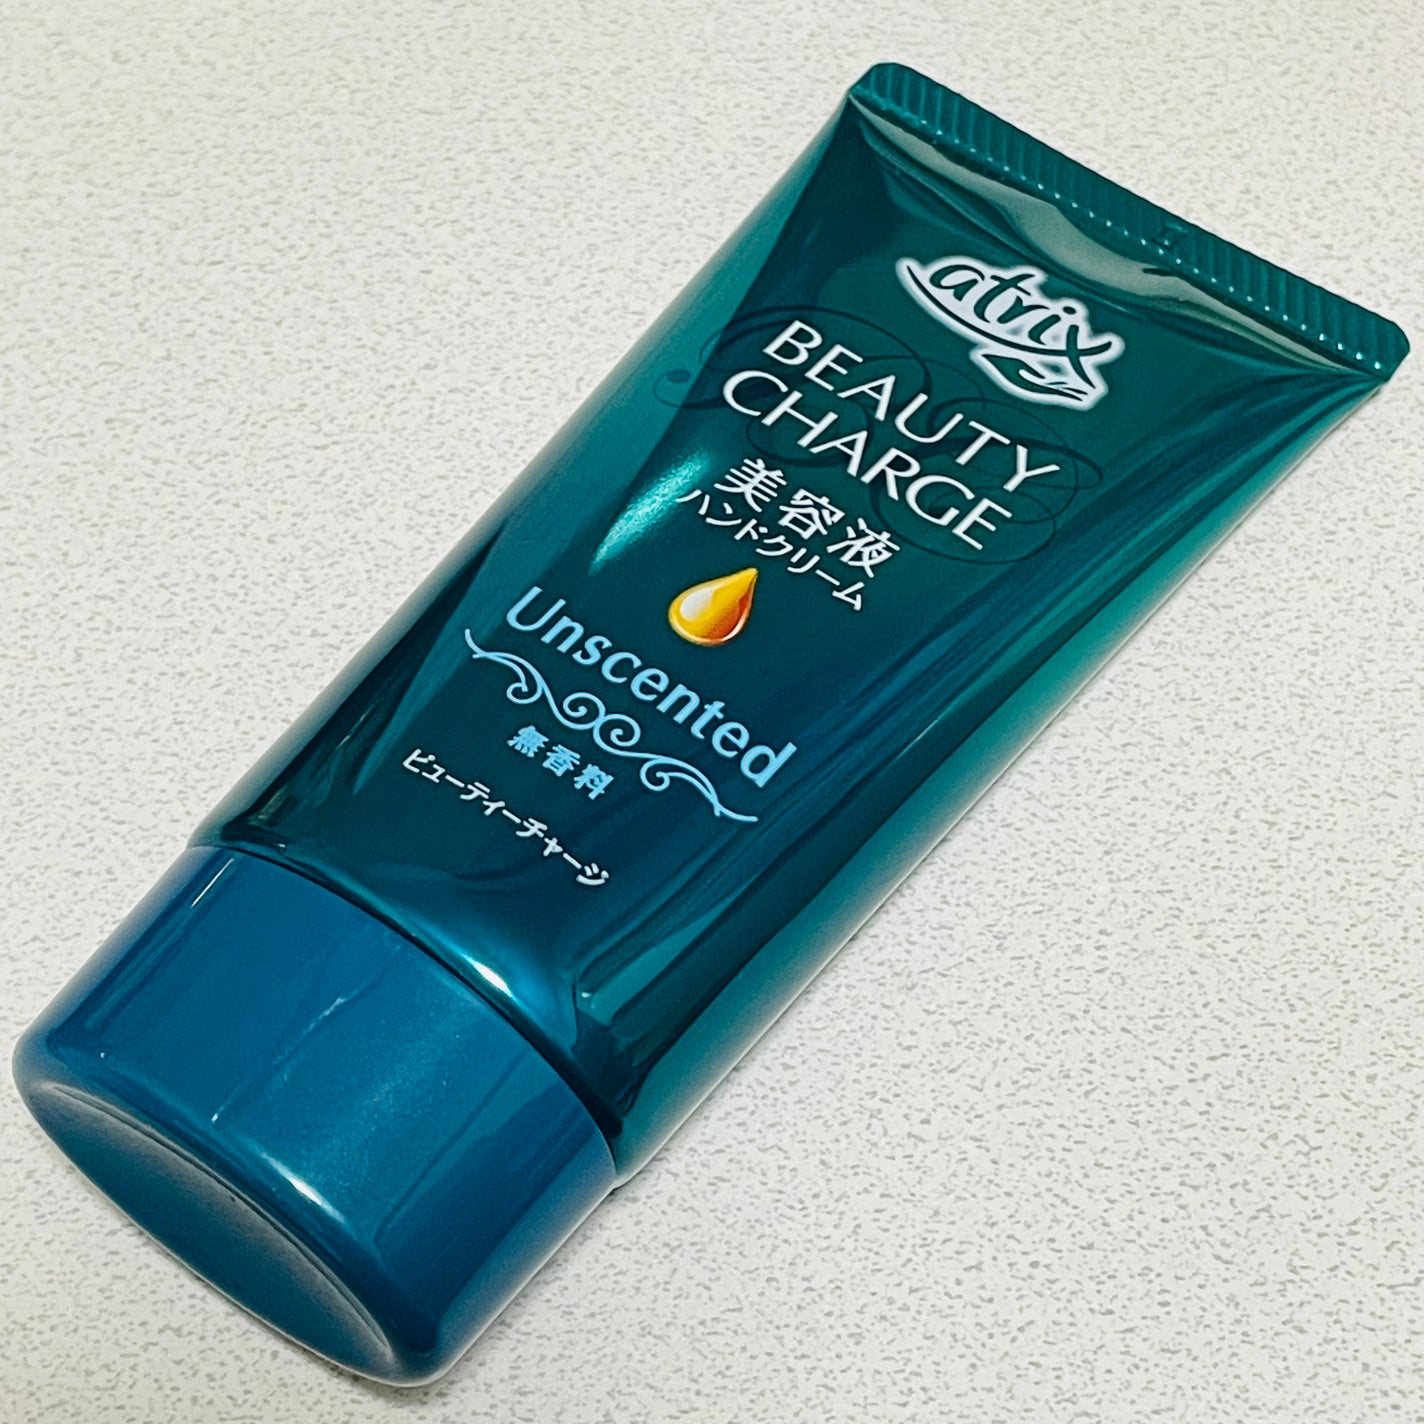 atrix
BEAUTY
CHARGE
美容液
ハンドクリーム
Unscented
無香料
ビューティーチャージ